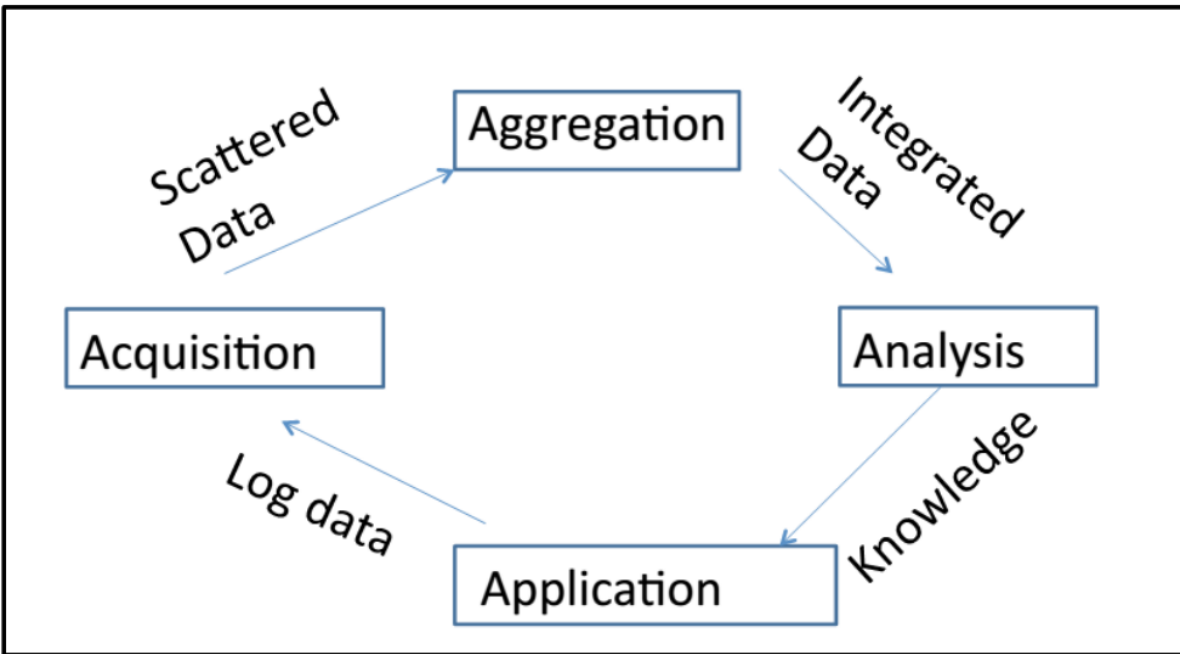 Aggregation
Scattered
Data
Integrated
Data
Acquisition
Analysis
Log data
Knowledge
Application